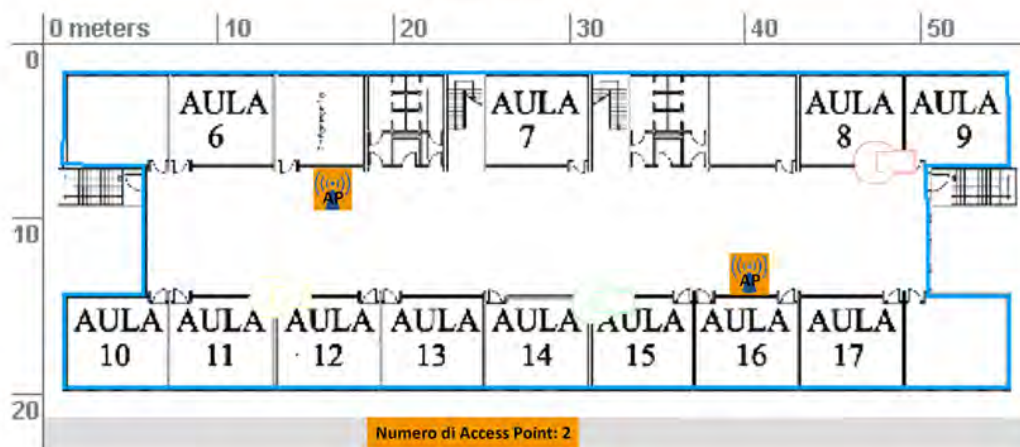 0 meters 10 20 30 40 50
0
AULA 6
AULA 7
AULA 8
AULA 9
AP
10
AP
AULA 10
AULA 11
AULA 12
AULA 13
AULA 14
AULA 15
AULA 16
AULA 17
20
Numero di Access Point: 2